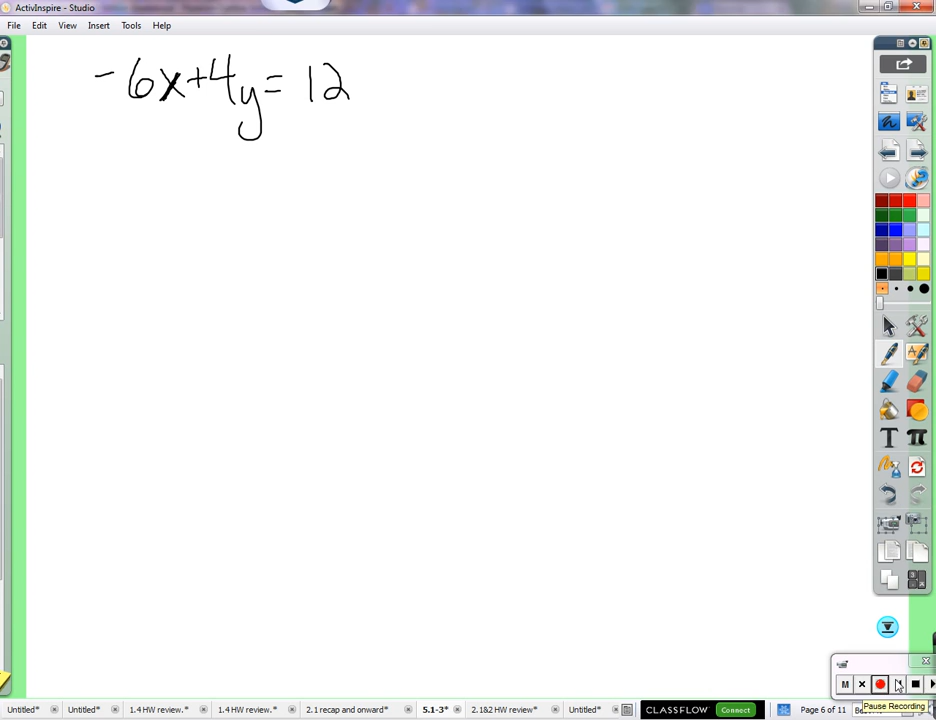 ActivInspire - Studio
File Edit View Insert Tools Help
-6x+4y= 12
Untitled* 1.4 HW review.* 1.4 HW review.* 2.1 recap and onward* 5.1-3* 2.1&2 HW review* Untitled* CLASSFLOW Connect Page 6 of 11
M
Pause Recording